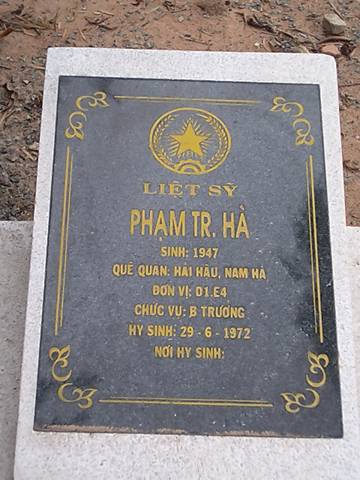 LIỆT SỸ
PHẠM TR. HÀ
SINH: 1947
QUÊ QUÁN: HẢI HẬU, NAM HÀ
ĐƠN VỊ: D1.E4
CHỨC VỤ: B TRƯỞNG
HY SINH: 29 - 6 - 1972
NƠI HY SINH: